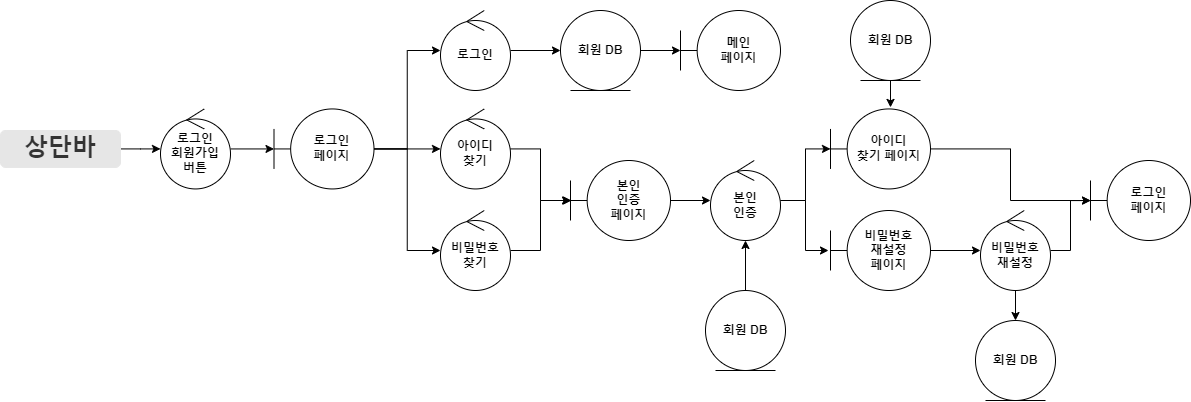 상단바
로그인
회원가입
버튼
로그인
페이지
로그인
회원 DB
메인
페이지
아이디
찾기
비밀번호
찾기
본인
인증
페이지
본인
인증
회원 DB
회원 DB
아이디
찾기 페이지
비밀번호
재설정
페이지
비밀번호
재설정
회원 DB
로그인
페이지